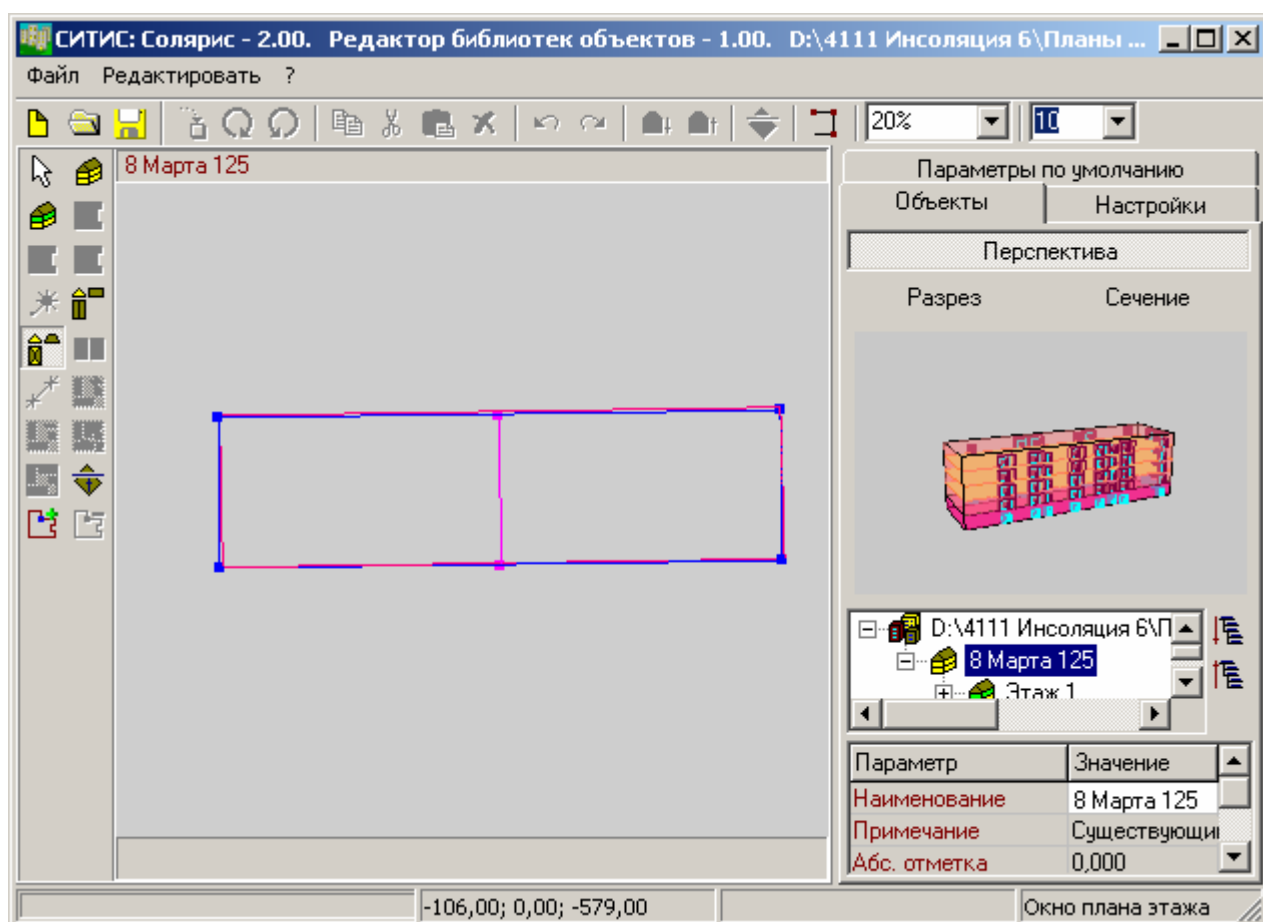 СИТИС: Солярис - 2.00. Редактор библиотек объектов - 1.00. D:\4111 Инсоляция 6\Планы ...
Файл Редактировать ?
20% 10
8 Марта 125
Параметры по умолчанию
Объекты Настройки
Перспектива
Разрез Сечение
D:\4111 Инсоляция 6\П
8 Марта 125
Этаж 1
Параметр Значение
Наименование 8 Марта 125
Примечание Существующи
Абс. отметка 0,000
-106,00; 0,00; -579,00 Окно плана этажа